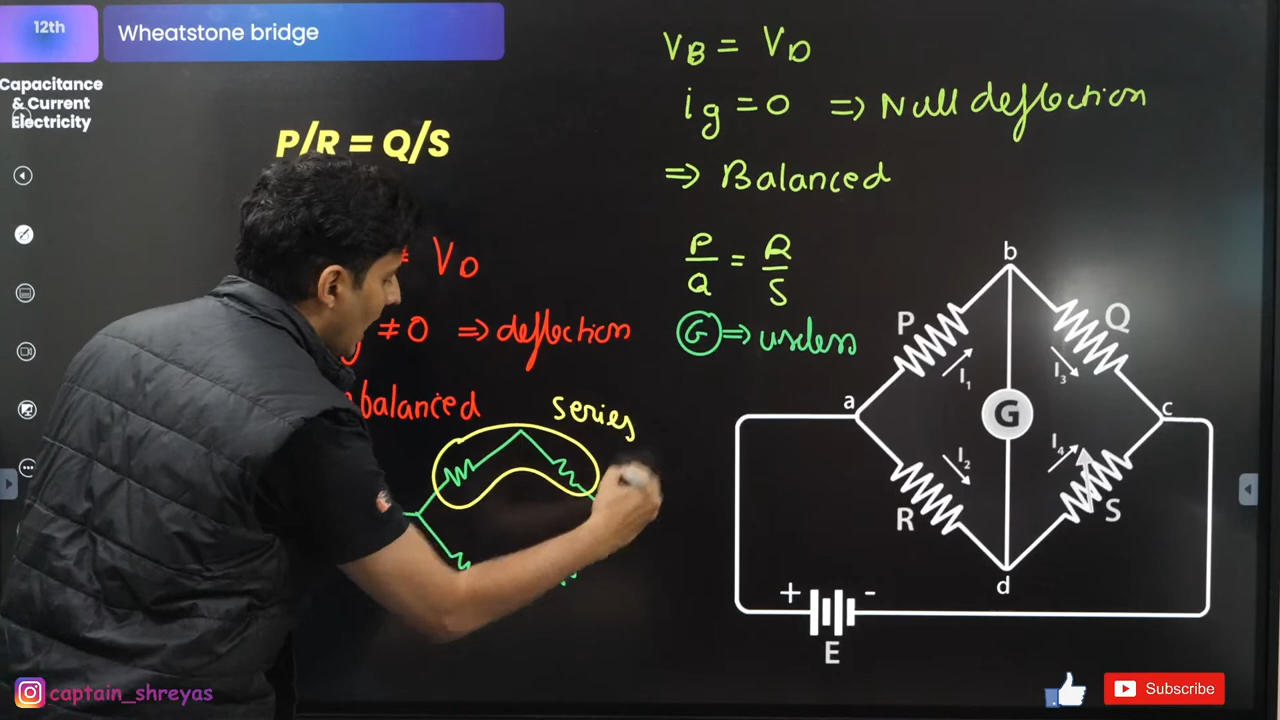 12th
Wheatstone bridge
Capacitance
& Current
Electricity
P/R = Q/S
VB = VD
ig = 0 => Null deflection
=> Balanced
VD
≠ 0 => deflection
balanced
series
P/Q = R/S
G => useless
b
P
Q
I1
I3
a
G
c
I2
I4
R
S
d
+
-
E
captain_shreyas
Subscribe